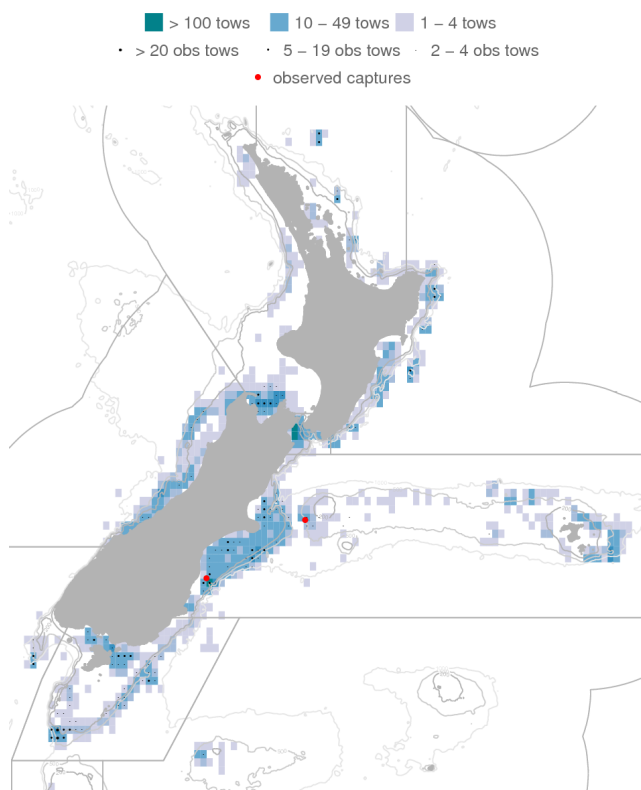 > 100 tows 10 − 49 tows 1 − 4 tows
> 20 obs tows 5 − 19 obs tows 2 − 4 obs tows
observed captures